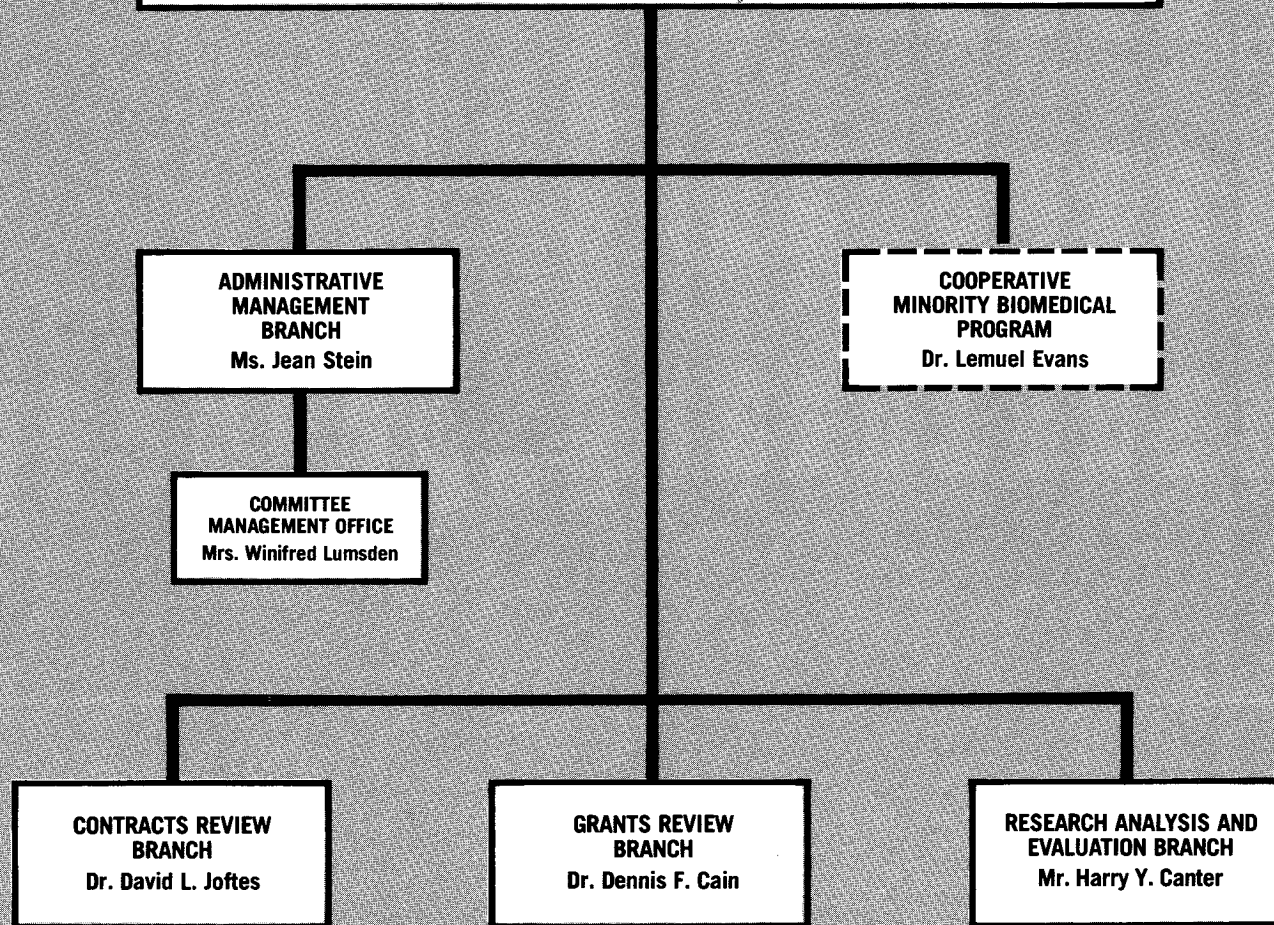 ADMINISTRATIVE
MANAGEMENT
BRANCH
Ms. Jean Stein
COOPERATIVE
MINORITY BIOMEDICAL
PROGRAM
Dr. Lemuel Evans
COMMITTEE
MANAGEMENT OFFICE
Mrs. Winifred Lumsden
CONTRACTS REVIEW
BRANCH
Dr. David L. Joftes
GRANTS REVIEW
BRANCH
Dr. Dennis F. Cain
RESEARCH ANALYSIS AND
EVALUATION BRANCH
Mr. Harry Y. Canter